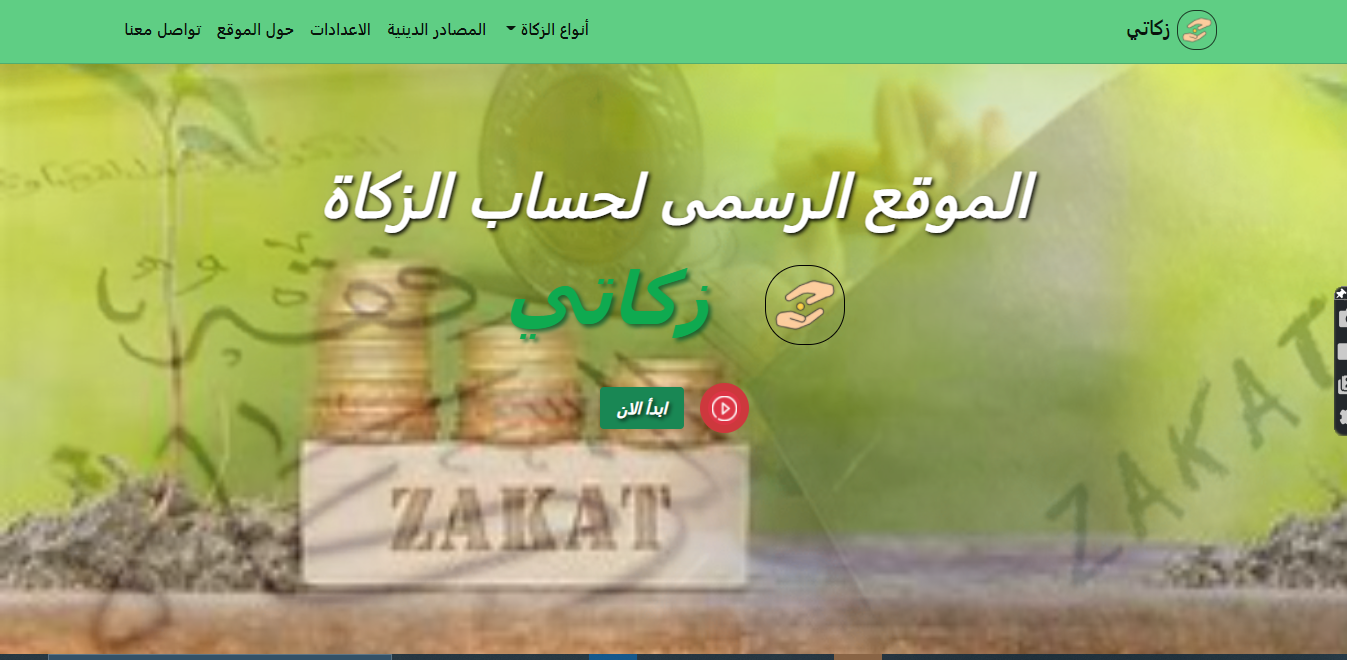 زكاتي
أنواع الزكاة
المصادر الدينية
الاعدادات
حول الموقع
تواصل معنا
الموقع الرسمى لحساب الزكاة
زكاتي
ابدأ الان
ZAKAT
ZAKAT